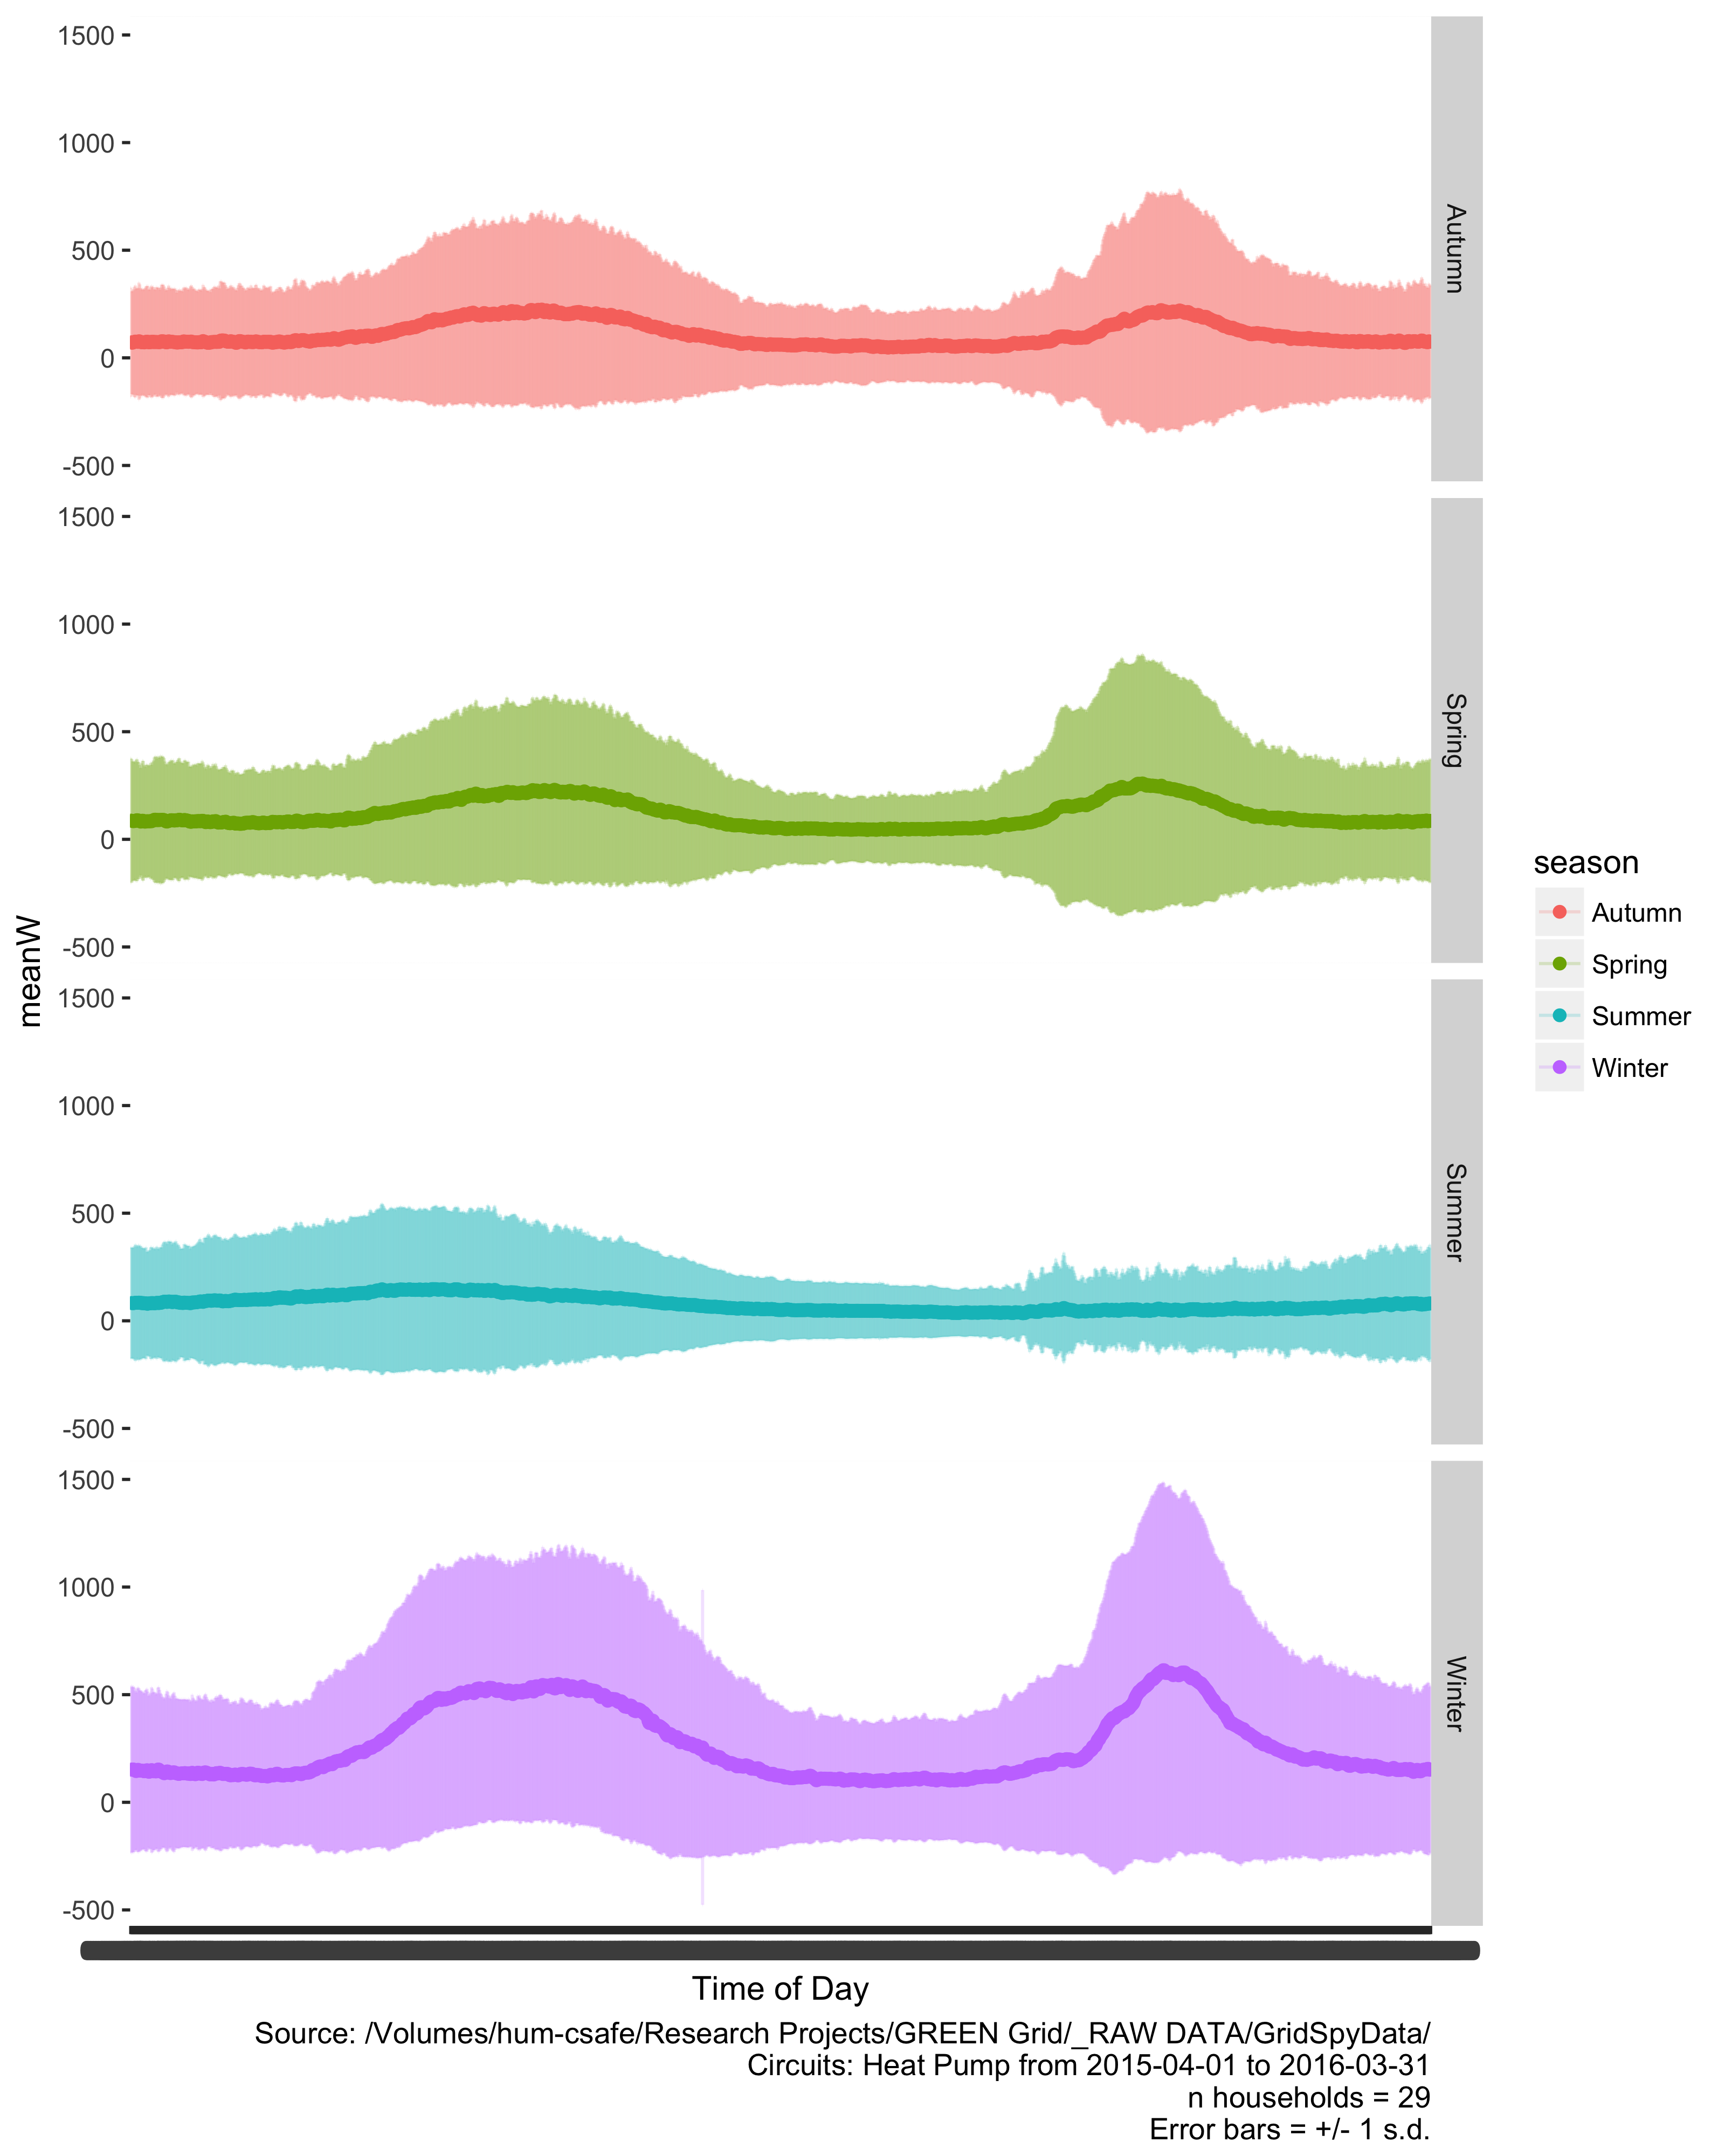 1500
1000
500
0
-500
Autumn
1500
1000
500
0
-500
Spring
1500
1000
500
0
-500
Summer
1500
1000
500
0
-500
Winter
meanW
season
Autumn
Spring
Summer
Winter
Time of Day
Source: /Volumes/hum-csafe/Research Projects/GREEN Grid/_RAW DATA/GridSpyData/
Circuits: Heat Pump from 2015-04-01 to 2016-03-31
n households = 29
Error bars = +/- 1 s.d.